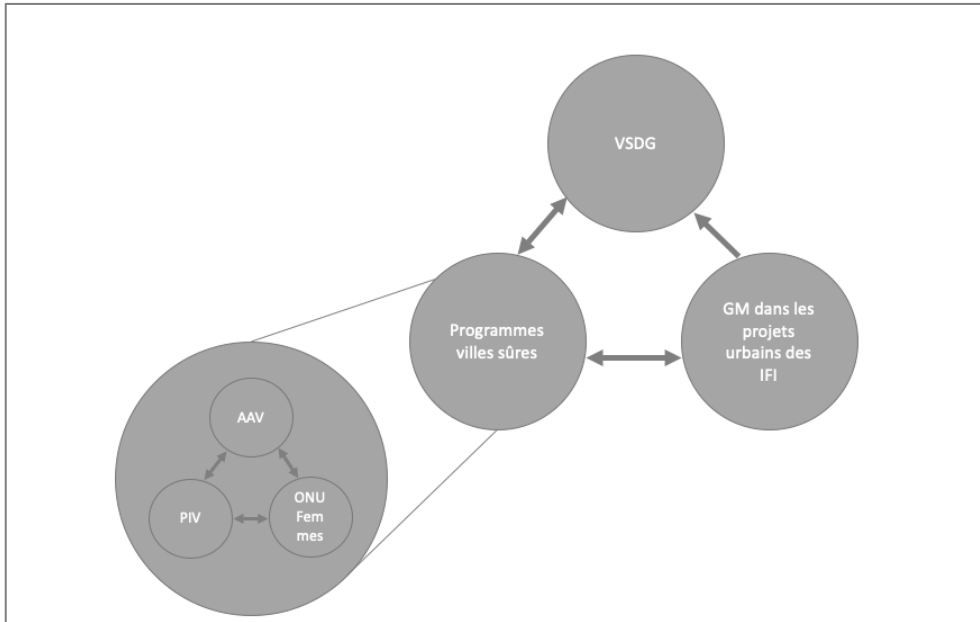 VSDG
Programmes
villes sûres
GM dans les
projets
urbains des
IFI
AAV
PIV
ONU
Fem
mes